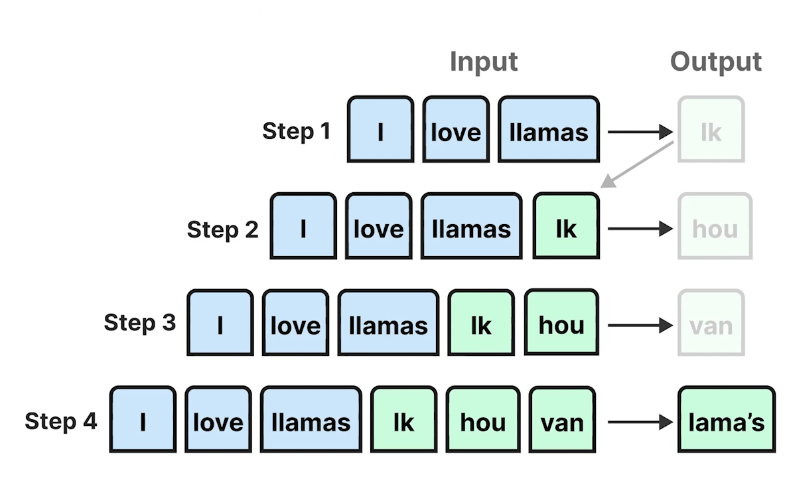 Input Output
Step 1 I love llamas Ik
Step 2 I love llamas Ik hou
Step 3 I love llamas Ik hou van
Step 4 I love llamas Ik hou van lama’s